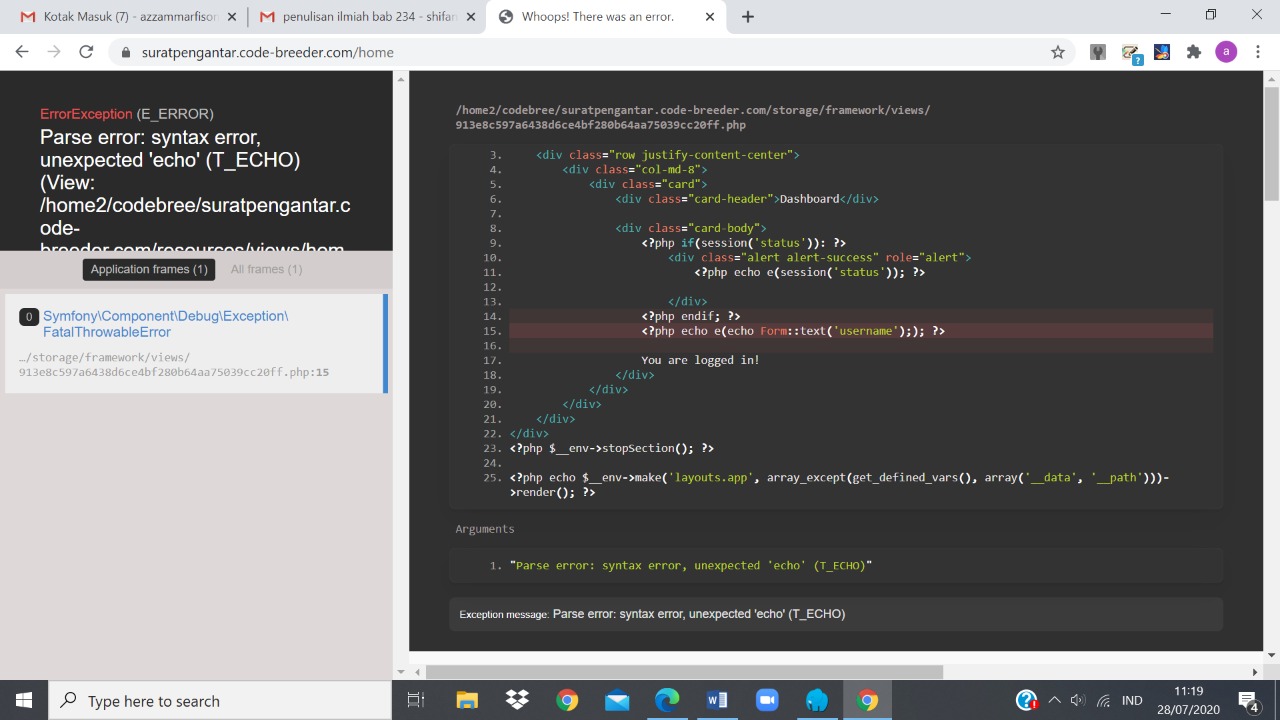 Kotak Masuk (7) - azzammarfison
penulisan ilmiah bab 234 - shifan
Whoops! There was an error.
suratpengantar.code-breeder.com/home
a
ErrorException (E_ERROR)
Parse error: syntax error,
unexpected 'echo' (T_ECHO)
(View:
/home2/codebree/suratpengantar.c
ode-
breeder.com/resources/views/hom
Application frames (1)
All frames (1)
0
Symfony\Component\Debug\Exception\
FatalThrowableError
…/storage/framework/views/
913e8c597a6438d6ce4bf280b64aa75039cc20ff.php:15
/home2/codebree/suratpengantar.code-breeder.com/storage/framework/views/
913e8c597a6438d6ce4bf280b64aa75039cc20ff.php
3. <div class="row justify-content-center">
4. <div class="col-md-8">
5. <div class="card">
6. <div class="card-header">Dashboard</div>
7.
8. <div class="card-body">
9. <?php if(session('status')): ?>
10. <div class="alert alert-success" role="alert">
11. <?php echo e(session('status')); ?>
12.
13. </div>
14. <?php endif; ?>
15. <?php echo e(echo Form::text('username');); ?>
16.
17. You are logged in!
18. </div>
19. </div>
20. </div>
21. </div>
22. </div>
23. <?php $__env->stopSection(); ?>
24.
25. <?php echo $__env->make('layouts.app', array_except(get_defined_vars(), array('__data', '__path')))-
>render(); ?>
Arguments
1. "Parse error: syntax error, unexpected 'echo' (T_ECHO)"
Exception message: Parse error: syntax error, unexpected 'echo' (T_ECHO)
Type here to search
IND
11:19
28/07/2020
4